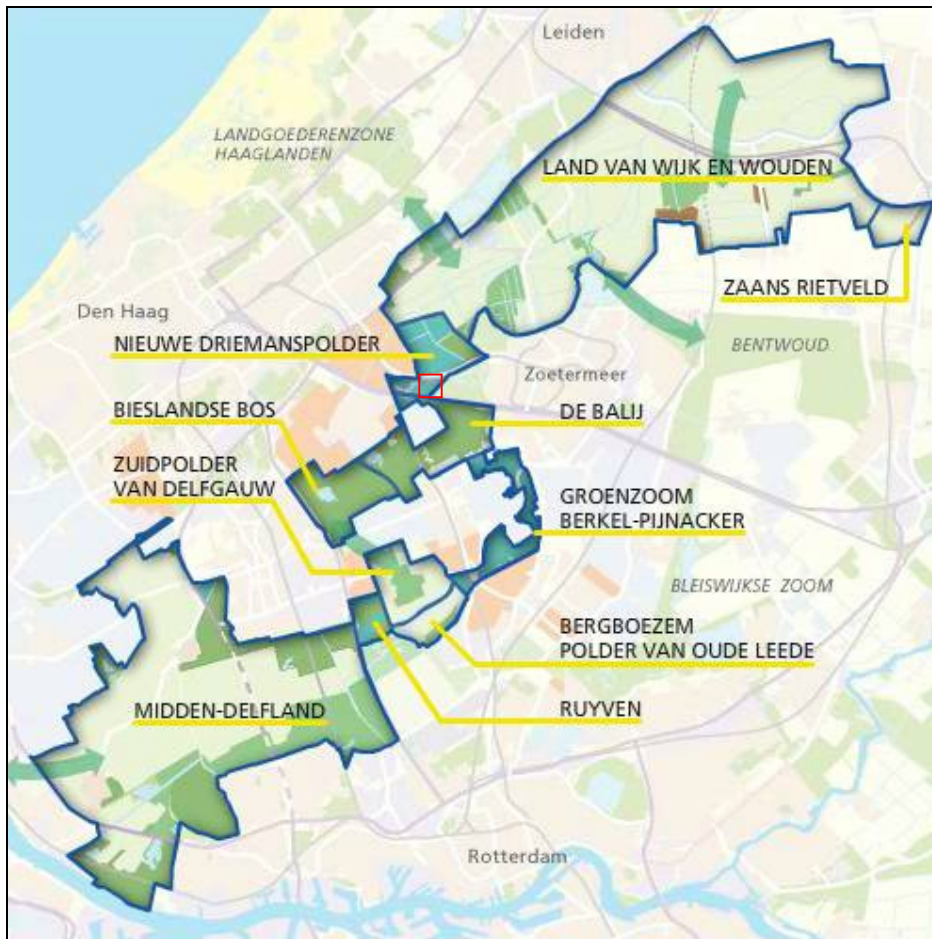 Leiden
LANDGOEDERENZONE
HAAGLANDEN
LAND VAN WIJK EN WOUDEN
ZAANS RIETVELD
Den Haag
NIEUWE DRIEMANSPOLDER
BENTWOUD
Zoetermeer
BIESLANDSE BOS
DE BALIJ
ZUIDPOLDER
VAN DELFGAUW
GROENZOOM
BERKEL-PIJNACKER
BLEISWIJKSE ZOOM
BERGBOEZEM
POLDER VAN OUDE LEEDE
MIDDEN-DELFLAND
RUYVEN
Rotterdam